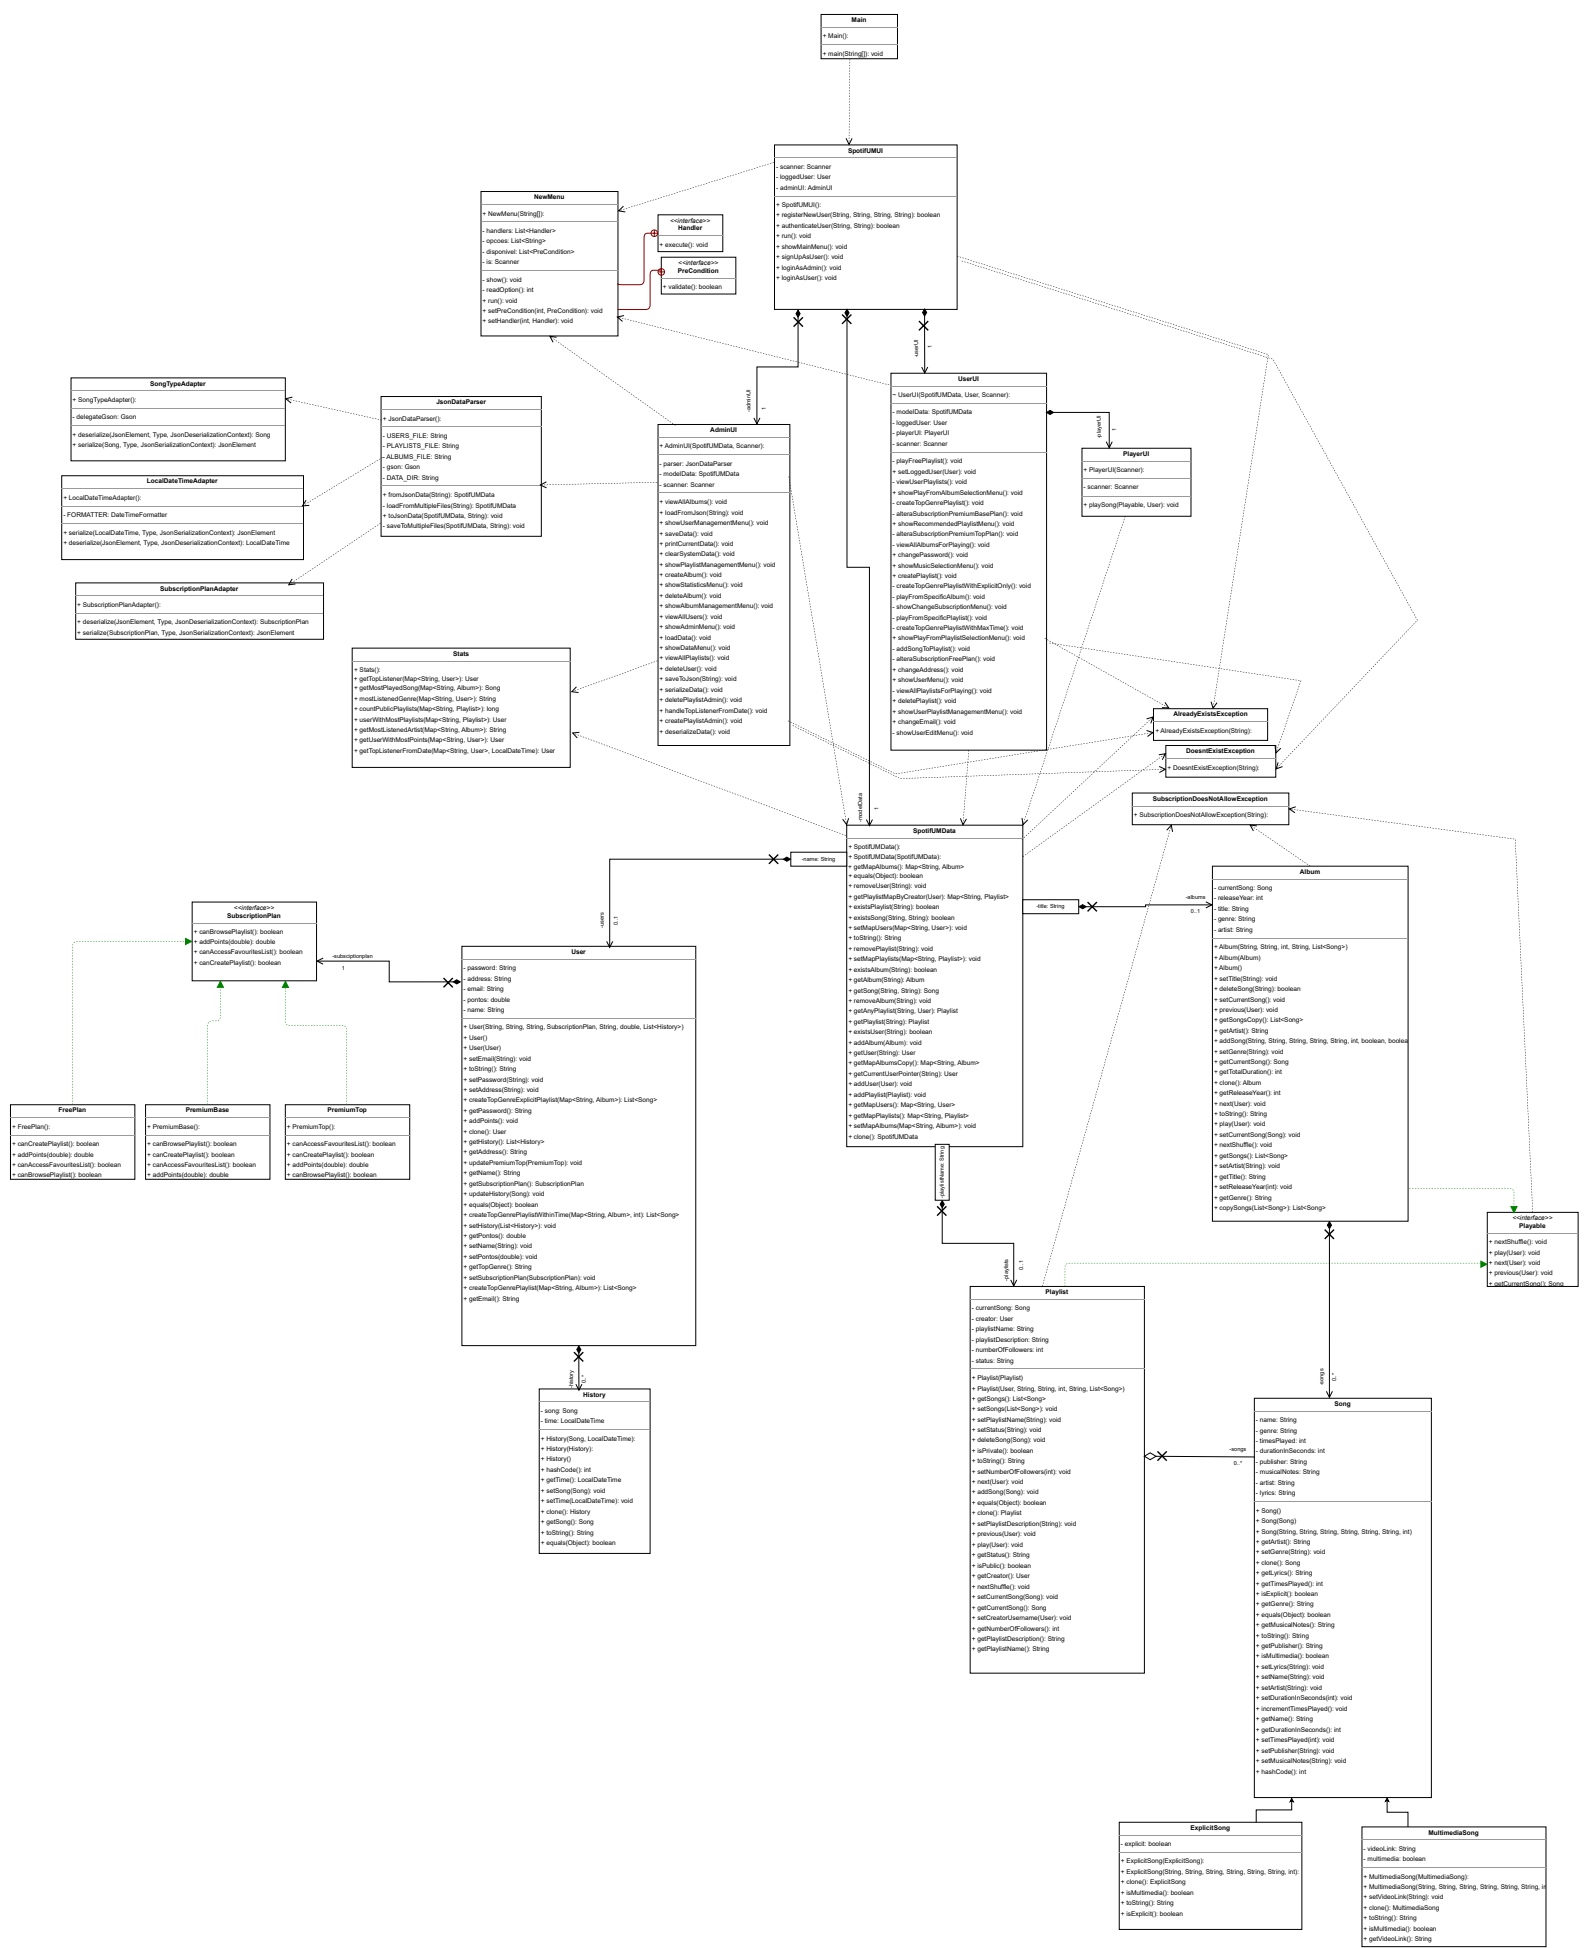 Main
+ Main():
+ main(String[]): void
SpotifUMUI
- scanner: Scanner
- loggedUser: User
- adminUI: AdminUI
+ SpotifUMUI():
+ registerNewUser(String, String, String, String): boolean
+ authenticateUser(String, String): boolean
+ run(): void
+ showMainMenu(): void
+ signUpAsUser(): void
+ loginAsAdmin(): void
+ loginAsUser(): void
NewMenu
+ NewMenu(String[]):
- handlers: List<Handler>
- opcoes: List<String>
- disponivel: List<PreCondition>
- is: Scanner
- show(): void
- readOption(): int
+ run(): void
+ setPreCondition(int, PreCondition): void
+ setHandler(int, Handler): void
<<interface>>
Handler
+ execute(): void
<<interface>>
PreCondition
+ validate(): boolean
-adminUI
1
-userUI
1
-playerUI
1
-modelData
1
SongTypeAdapter
+ SongTypeAdapter():
- delegateGson: Gson
+ deserialize(JsonElement, Type, JsonDeserializationContext): Song
+ serialize(Song, Type, JsonSerializationContext): JsonElement
LocalDateTimeAdapter
+ LocalDateTimeAdapter():
- FORMATTER: DateTimeFormatter
+ serialize(LocalDateTime, Type, JsonSerializationContext): JsonElement
+ deserialize(JsonElement, Type, JsonDeserializationContext): LocalDateTime
SubscriptionPlanAdapter
+ SubscriptionPlanAdapter():
+ deserialize(JsonElement, Type, JsonDeserializationContext): SubscriptionPlan
+ serialize(SubscriptionPlan, Type, JsonSerializationContext): JsonElement
JsonDataParser
+ JsonDataParser():
- USERS_FILE: String
- PLAYLISTS_FILE: String
- ALBUMS_FILE: String
- gson: Gson
- DATA_DIR: String
+ fromJsonData(String): SpotifUMData
- loadFromMultipleFiles(String): SpotifUMData
+ toJsonData(SpotifUMData, String): void
- saveToMultipleFiles(SpotifUMData, String): void
AdminUI
+ AdminUI(SpotifUMData, Scanner):
- parser: JsonDataParser
- modelData: SpotifUMData
- scanner: Scanner
+ viewAllAlbums(): void
+ loadFromJson(String): void
+ showUserManagementMenu(): void
+ saveData(): void
+ printCurrentData(): void
+ clearSystemData(): void
+ showPlaylistManagementMenu(): void
+ createAlbum(): void
+ showStatisticsMenu(): void
+ deleteAlbum(): void
+ showAlbumManagementMenu(): void
+ viewAllUsers(): void
+ showAdminMenu(): void
+ loadData(): void
+ showDataMenu(): void
+ viewAllPlaylists(): void
+ deleteUser(): void
+ saveToJson(String): void
+ serializeData(): void
+ deletePlaylistAdmin(): void
+ handleTopListenerFromDate(): void
+ createPlaylistAdmin(): void
+ deserializeData(): void
UserUI
+ UserUI(SpotifUMData, User, Scanner):
- modelData: SpotifUMData
- loggedUser: User
- playerUI: PlayerUI
- scanner: Scanner
- playFreePlaylist(): void
+ setLoggedUser(User): void
- viewUserPlaylists(): void
+ showPlayFromAlbumSelectionMenu(): void
- createTopGenrePlaylist(): void
- alteraSubscriptionPremiumBasePlan(): void
+ showRecommendedPlaylistMenu(): void
- alteraSubscriptionPremiumTopPlan(): void
- viewAllAlbumsForPlaying(): void
+ changePassword(): void
+ showMusicSelectionMenu(): void
+ createPlaylist(): void
- createTopGenrePlaylistWithExplicitOnly(): void
- playFromSpecificAlbum(): void
- showChangeSubscriptionMenu(): void
- playFromSpecificPlaylist(): void
- createTopGenrePlaylistWithMaxTime(): void
+ showPlayFromPlaylistSelectionMenu(): void
- addSongToPlaylist(): void
- alteraSubscriptionFreePlan(): void
+ changeAddress(): void
+ showUserMenu(): void
- viewAllPlaylistsForPlaying(): void
- deletePlaylist(): void
+ showUserPlaylistManagementMenu(): void
+ changeEmail(): void
- showUserEditMenu(): void
PlayerUI
+ PlayerUI(Scanner):
- scanner: Scanner
+ playSong(Playable, User): void
Stats
+ Stats():
+ getTopListener(Map<String, User>): User
+ getMostPlayedSong(Map<String, Album>): Song
+ mostListenedGenre(Map<String, User>): String
+ countPublicPlaylists(Map<String, Playlist>): long
+ userWithMostPlaylists(Map<String, Playlist>): User
+ getMostListenedArtist(Map<String, Album>): String
+ getUserWithMostPoints(Map<String, User>): User
+ getTopListenerFromDate(Map<String, User>, LocalDateTime): User
AlreadyExistsException
+ AlreadyExistsException(String):
DoesntExistException
+ DoesntExistException(String):
SubscriptionDoesNotAllowException
+ SubscriptionDoesNotAllowException(String):
SpotifUMData
+ SpotifUMData():
+ SpotifUMData(SpotifUMData):
+ getMapAlbums(): Map<String, Album>
+ equals(Object): boolean
+ removeUser(String): void
+ getPlaylistMapByCreator(User): Map<String, Playlist>
+ existsPlaylist(String): boolean
+ existsSong(String, String): boolean
+ setMapUsers(Map<String, User>): void
+ toString(): String
+ removePlaylist(String): void
+ setMapPlaylists(Map<String, Playlist>): void
+ existsAlbum(String): boolean
+ getAlbum(String): Album
+ getSong(String, String): Song
+ removeAlbum(String): void
+ getAnyPlaylist(String, User): Playlist
+ getPlaylist(String): Playlist
+ existsUser(String): boolean
+ addAlbum(Album): void
+ getUser(String): User
+ getMapAlbumsCopy(): Map<String, Album>
+ getCurrentUserPointer(String): User
+ addUser(User): void
+ addPlaylist(Playlist): void
+ getMapUsers(): Map<String, User>
+ getMapPlaylists(): Map<String, Playlist>
+ setMapAlbums(Map<String, Album>): void
+ clone(): SpotifUMData
-name: String
-title: String
-playlistName: String
-users
0..1
-albums
0..1
-playlists
0..1
Album
- currentSong: Song
- releaseYear: int
- title: String
- genre: String
- artist: String
+ Album(String, String, int, String, List<Song>)
+ Album(Album)
+ Album()
+ setTitle(String): void
+ deleteSong(String): boolean
+ setCurrentSong(): void
+ previous(User): void
+ getSongsCopy(): List<Song>
+ getArtist(): String
+ addSong(String, String, String, String, String, int, boolean, boolea
+ setGenre(String): void
+ getCurrentSong(): Song
+ getTotalDuration(): int
+ clone(): Album
+ getReleaseYear(): int
+ next(User): void
+ toString(): String
+ play(User): void
+ setCurrentSong(Song): void
+ nextShuffle(): void
+ getSongs(): List<Song>
+ setArtist(String): void
+ getTitle(): String
+ setReleaseYear(int): void
+ getGenre(): String
+ copySongs(List<Song>): List<Song>
<<interface>>
SubscriptionPlan
+ canBrowsePlaylist(): boolean
+ addPoints(double): double
+ canAccessFavouritesList(): boolean
+ canCreatePlaylist(): boolean
-subsciptionplan
1
User
- password: String
- address: String
- email: String
- pontos: double
- name: String
+ User(String, String, String, SubscriptionPlan, String, double, List<History>)
+ User()
+ User(User)
+ setEmail(String): void
+ toString(): String
+ setPassword(String): void
+ setAddress(String): void
+ createTopGenreExplicitPlaylist(Map<String, Album>): List<Song>
+ getPassword(): String
+ addPoints(): void
+ clone(): User
+ getHistory(): List<History>
+ getAddress(): String
+ updatePremiumTop(PremiumTop): void
+ getName(): String
+ getSubscriptionPlan(): SubscriptionPlan
+ updateHistory(Song): void
+ equals(Object): boolean
+ createTopGenrePlaylistWithinTime(Map<String, Album>, int): List<Song>
+ setHistory(List<History>): void
+ getPontos(): double
+ setName(String): void
+ setPontos(double): void
+ getTopGenre(): String
+ setSubscriptionPlan(SubscriptionPlan): void
+ createTopGenrePlaylist(Map<String, Album>): List<Song>
+ getEmail(): String
FreePlan
+ FreePlan():
+ canCreatePlaylist(): boolean
+ addPoints(double): double
+ canAccessFavouritesList(): boolean
+ canBrowsePlaylist(): boolean
PremiumBase
+ PremiumBase():
+ canBrowsePlaylist(): boolean
+ canCreatePlaylist(): boolean
+ canAccessFavouritesList(): boolean
+ addPoints(double): double
PremiumTop
+ PremiumTop():
+ canAccessFavouritesList(): boolean
+ canCreatePlaylist(): boolean
+ addPoints(double): double
+ canBrowsePlaylist(): boolean
<<interface>>
Playable
+ nextShuffle(): void
+ play(User): void
+ next(User): void
+ previous(User): void
+ getCurrentSong(): Song
Playlist
- currentSong: Song
- creator: User
- playlistName: String
- playlistDescription: String
- numberOfFollowers: int
- status: String
+ Playlist(Playlist)
+ Playlist(User, String, String, int, String, List<Song>)
+ getSongs(): List<Song>
+ setSongs(List<Song>): void
+ setPlaylistName(String): void
+ setStatus(String): void
+ deleteSong(Song): void
+ isPrivate(): boolean
+ toString(): String
+ setNumberOfFollowers(int): void
+ next(User): void
+ addSong(Song): void
+ equals(Object): boolean
+ clone(): Playlist
+ setPlaylistDescription(String): void
+ previous(User): void
+ play(User): void
+ getStatus(): String
+ isPublic(): boolean
+ getCreator(): User
+ nextShuffle(): void
+ setCurrentSong(Song): void
+ getCurrentSong(): Song
+ setCreatorUsername(User): void
+ getNumberOfFollowers(): int
+ getPlaylistDescription(): String
+ getPlaylistName(): String
-history
0..*
History
- song: Song
- time: LocalDateTime
+ History(Song, LocalDateTime):
+ History(History):
+ History()
+ hashCode(): int
+ getTime(): LocalDateTime
+ setSong(Song): void
+ setTime(LocalDateTime): void
+ clone(): History
+ getSong(): Song
+ toString(): String
+ equals(Object): boolean
-songs
0..*
-songs
0..*
Song
- name: String
- genre: String
- timesPlayed: int
- durationInSeconds: int
- publisher: String
- musicalNotes: String
- artist: String
- lyrics: String
+ Song()
+ Song(Song)
+ Song(String, String, String, String, String, String, int)
+ getArtist(): String
+ setGenre(String): void
+ clone(): Song
+ getLyrics(): String
+ getTimesPlayed(): int
+ isExplicit(): boolean
+ getGenre(): String
+ equals(Object): boolean
+ getMusicalNotes(): String
+ toString(): String
+ getPublisher(): String
+ isMultimedia(): boolean
+ setLyrics(String): void
+ setName(String): void
+ setArtist(String): void
+ setDurationInSeconds(int): void
+ incrementTimesPlayed(): void
+ getName(): String
+ getDurationInSeconds(): int
+ setTimesPlayed(int): void
+ setPublisher(String): void
+ setMusicalNotes(String): void
+ hashCode(): int
ExplicitSong
- explicit: boolean
+ ExplicitSong(ExplicitSong):
+ ExplicitSong(String, String, String, String, String, String, int):
+ clone(): ExplicitSong
+ isMultimedia(): boolean
+ toString(): String
+ isExplicit(): boolean
MultimediaSong
- videoLink: String
- multimedia: boolean
+ MultimediaSong(MultimediaSong):
+ MultimediaSong(String, String, String, String, String, String, in
+ setVideoLink(String): void
+ clone(): MultimediaSong
+ toString(): String
+ isMultimedia(): boolean
+ getVideoLink(): String